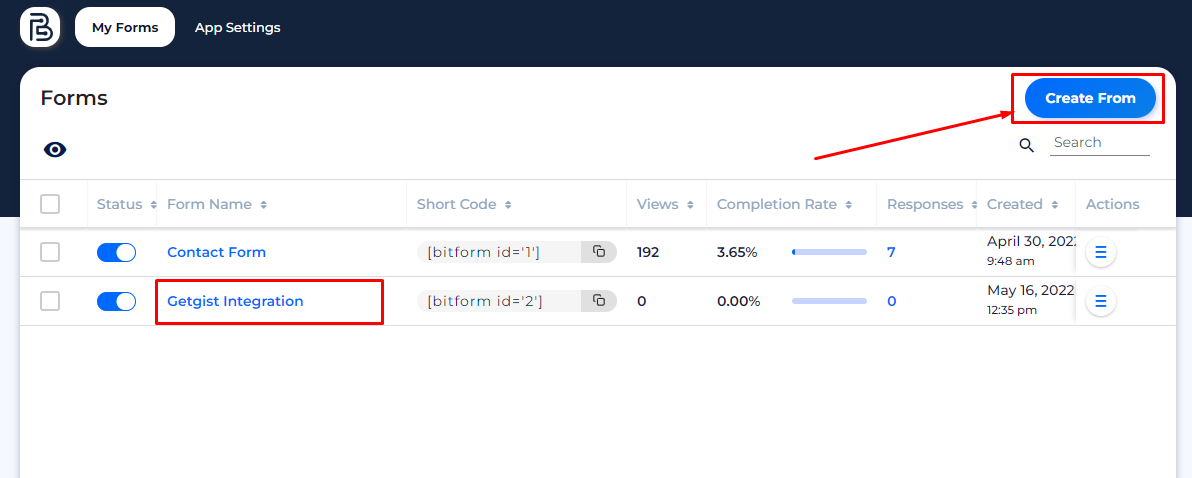 My Forms App Settings
Forms
Create From
Search
Status Form Name Short Code Views Completion Rate Responses Created Actions
Contact Form [bitform id='1'] 192 3.65% 7 April 30, 202
9:48 am
Getgist Integration [bitform id='2'] 0 0.00% 0 May 16, 2022
12:35 pm